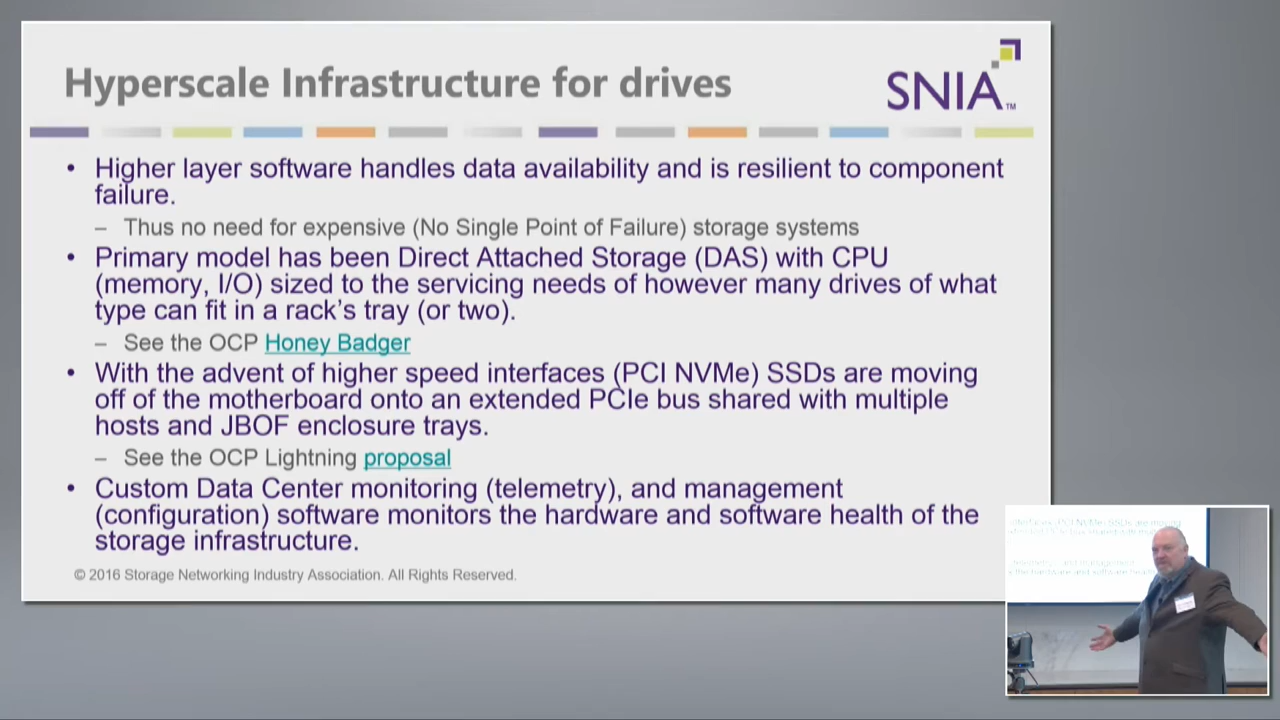 Hyperscale Infrastructure for drives
SNIA™
• Higher layer software handles data availability and is resilient to component
failure.
– Thus no need for expensive (No Single Point of Failure) storage systems
• Primary model has been Direct Attached Storage (DAS) with CPU
(memory, I/O) sized to the servicing needs of however many drives of what
type can fit in a rack's tray (or two).
– See the OCP Honey Badger
• With the advent of higher speed interfaces (PCI NVMe) SSDs are moving
off of the motherboard onto an extended PCIe bus shared with multiple
hosts and JBOF enclosure trays.
– See the OCP Lightning proposal
• Custom Data Center monitoring (telemetry), and management
(configuration) software monitors the hardware and software health of the
storage infrastructure.
© 2016 Storage Networking Industry Association. All Rights Reserved.